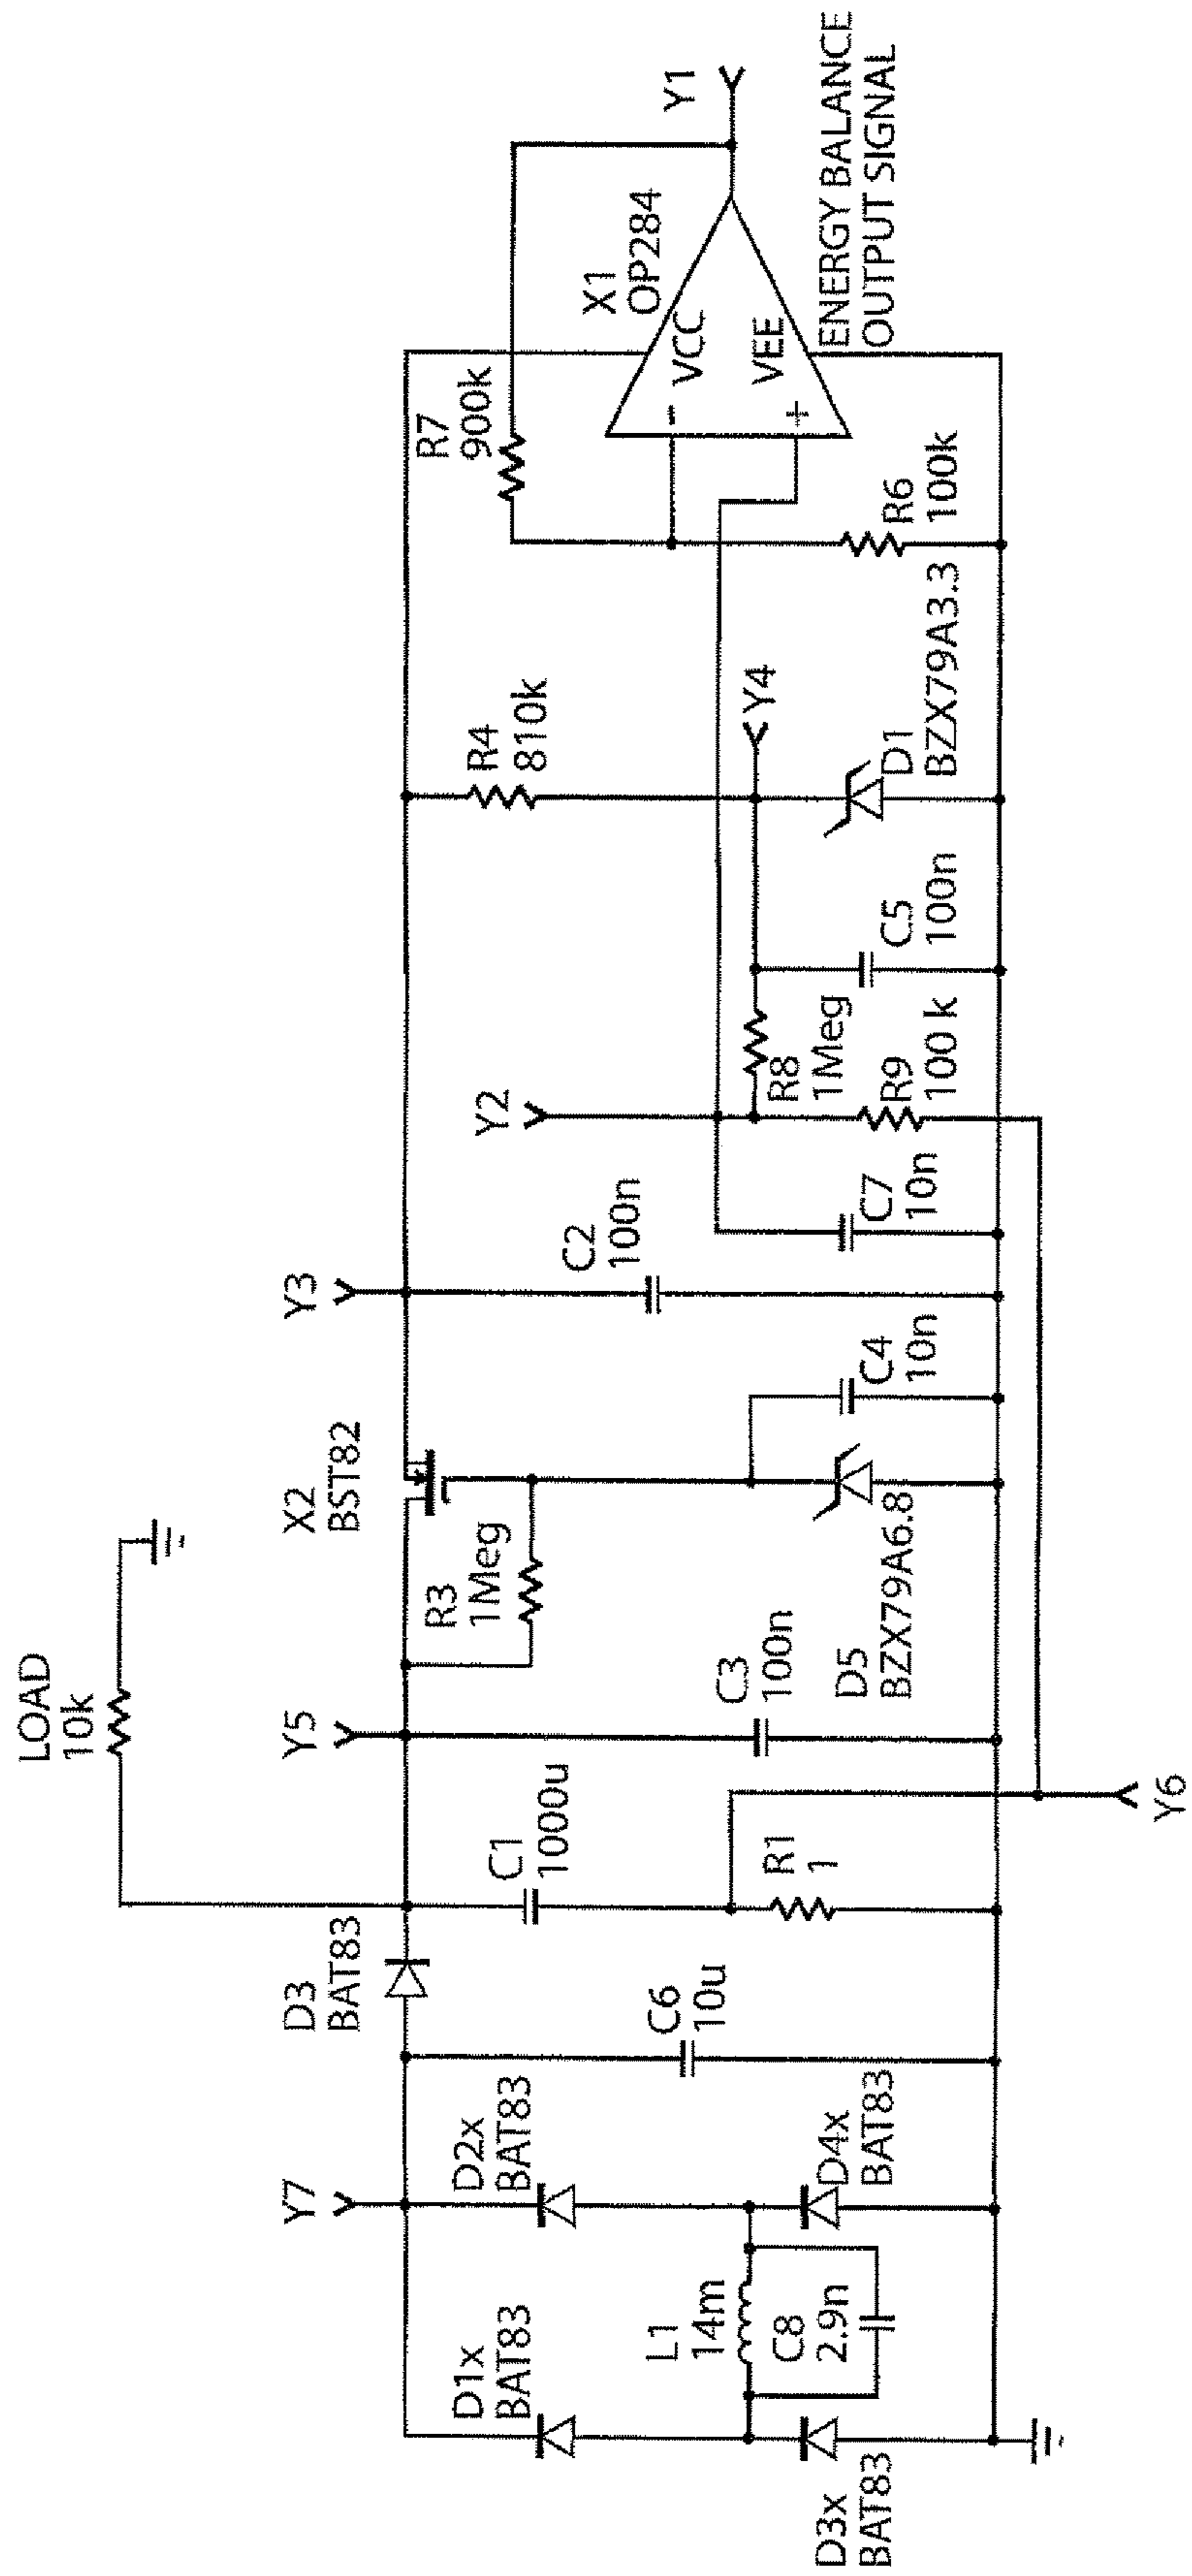 LOAD
10k
Y7
D3
BAT83
Y5
X2
BST82
Y3
Y2
D1x
BAT83
D2x
BAT83
C6
10u
C1
1000u
R3
1Meg
C2
100n
R4
810k
R7
900k
X1
OP284
Y1
VCC
-
VEE
+
L1
14m
C8
2.9n
D3x
BAT83
D4x
BAT83
R1
1
C3
100n
D5
BZX79A6.8
C4
10n
C7
10n
R8
1Meg
R9
100 k
C5
100n
Y4
D1
BZX79A3.3
R6
100k
ENERGY BALANCE
OUTPUT SIGNAL
Y6